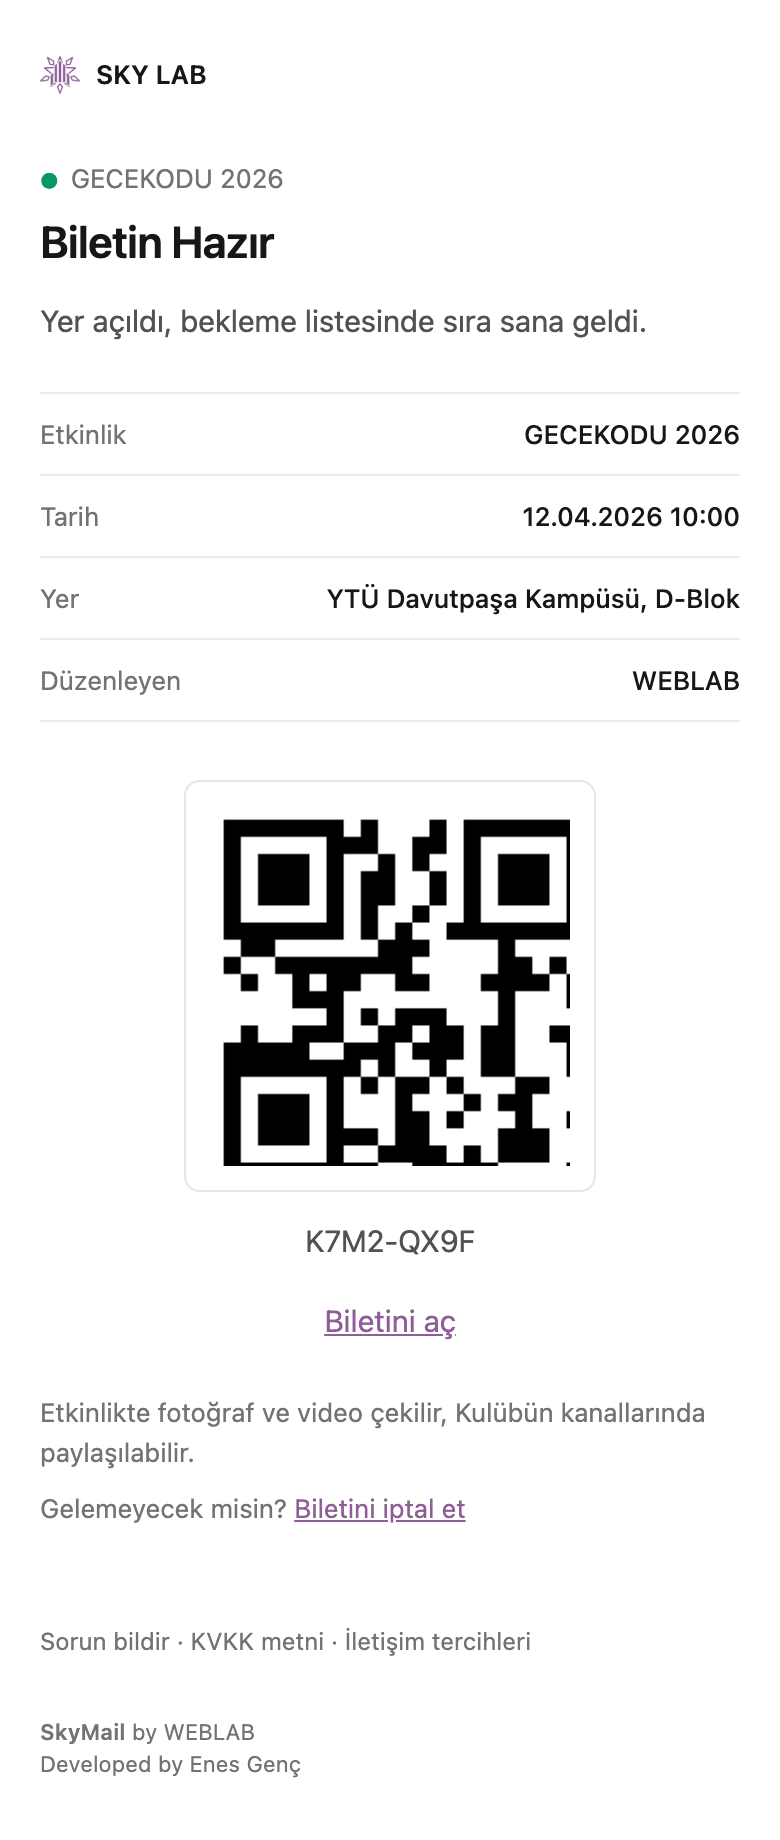 SKY LAB
GECEKODU 2026
Biletin Hazır
Yer açıldı, bekleme listesinde sıra sana geldi.
Etkinlik GECEKODU 2026
Tarih 12.04.2026 10:00
Yer YTÜ Davutpaşa Kampüsü, D-Blok
Düzenleyen WEBLAB
K7M2-QX9F
Biletini aç
Etkinlikte fotoğraf ve video çekilir, Kulübün kanallarında
paylaşılabilir.
Gelemeyecek misin? Biletini iptal et
Sorun bildir · KVKK metni · İletişim tercihleri
SkyMail by WEBLAB
Developed by Enes Genç